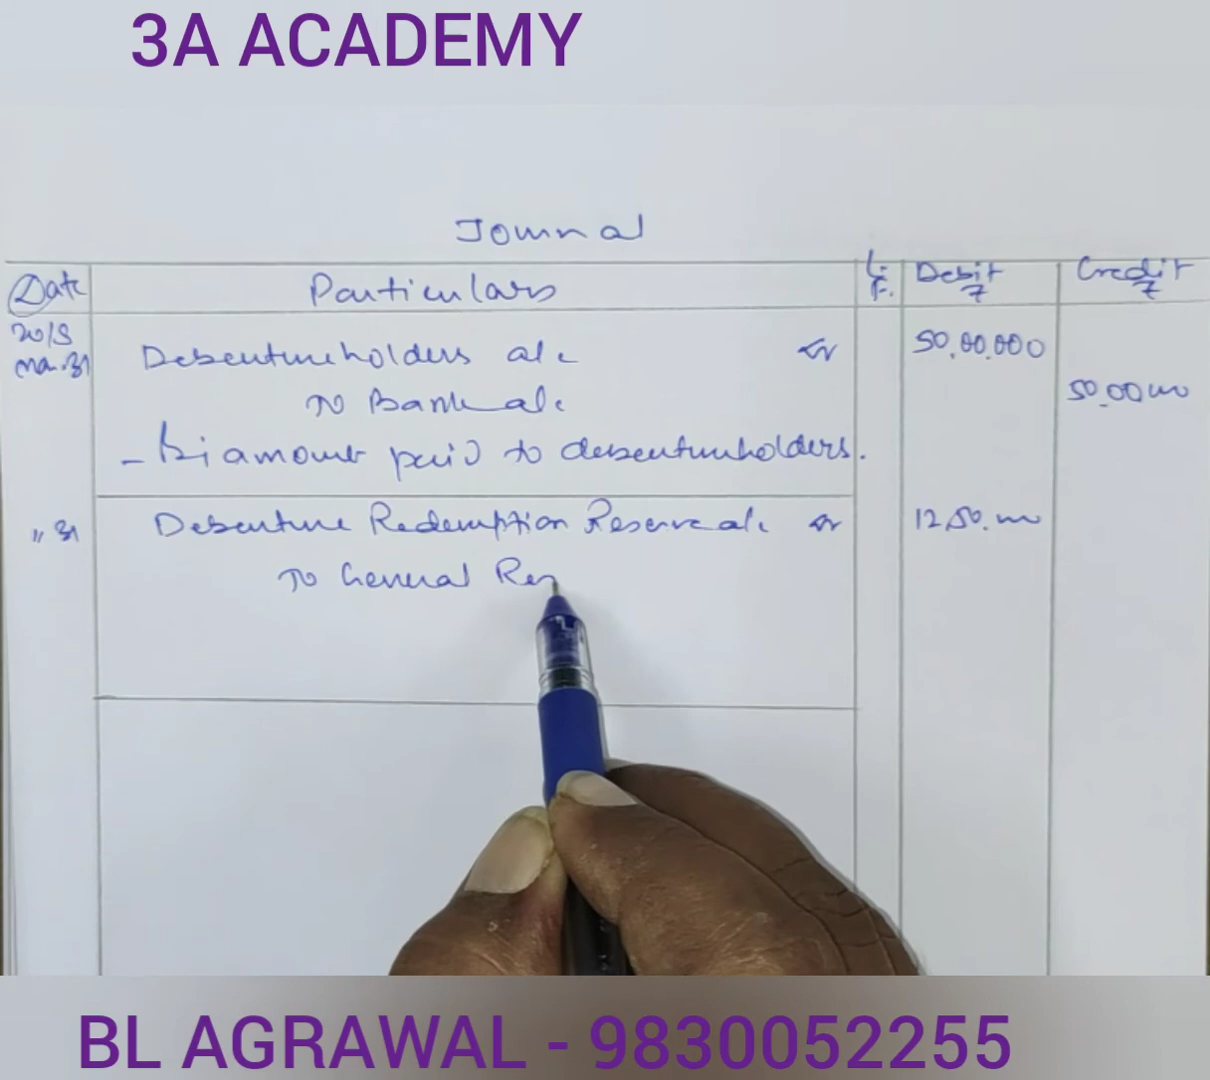 3A ACADEMY
Journal
Date Particulars L.F. Debit ₹ Credit ₹
2018
Mar. 31 Debentureholders a/c Dr 50,00,000
To Bank a/c 50,00,000
- amount paid to debentureholders.
" 31 Debenture Redemption Reserve a/c Dr 12,50,000
To General Res
BL AGRAWAL - 9830052255